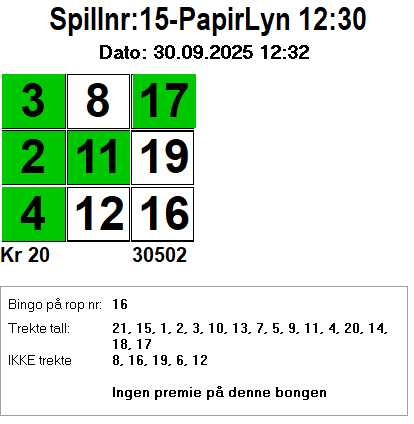 Spillnr:15-PapirLyn 12:30
Dato: 30.09.2025 12:32
3 8 17
2 11 19
4 12 16
Kr 20 30502
Bingo på rop nr: 16
Trekte tall: 21, 15, 1, 2, 3, 10, 13, 7, 5, 9, 11, 4, 20, 14,
18, 17
IKKE trekte 8, 16, 19, 6, 12
Ingen premie på denne bongen